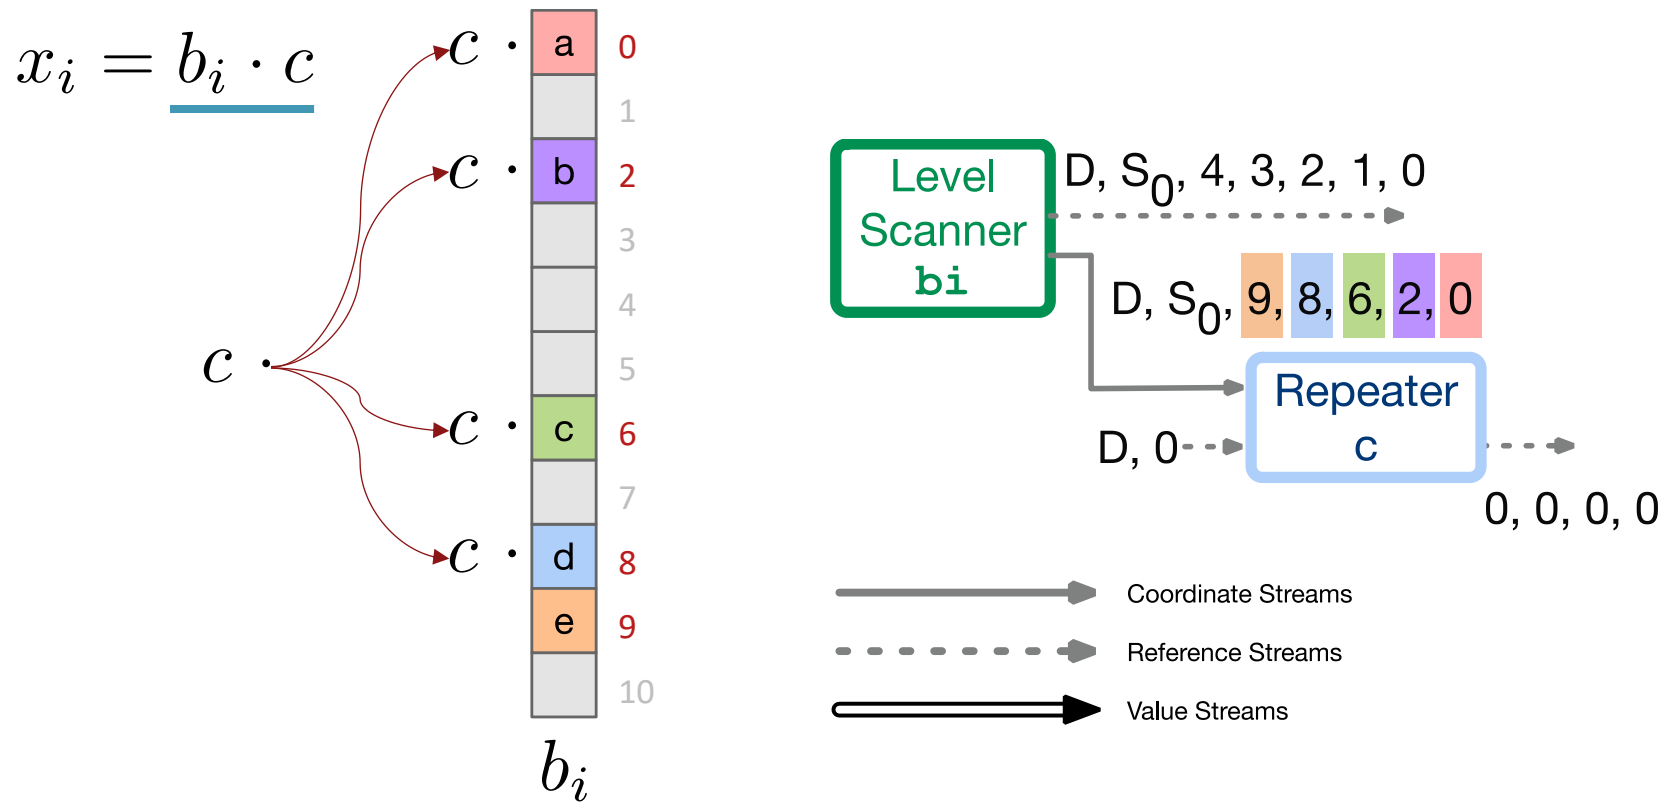 x_i = b_i · c
c · a 0
1
c · b 2
3
4
5
c ·
c · c 6
7
c · d 8
e 9
10
b_i
Level
Scanner
bi
D, S_0, 4, 3, 2, 1, 0
D, S_0, 9, 8, 6, 2, 0
Repeater
c
D, 0
0, 0, 0, 0
Coordinate Streams
Reference Streams
Value Streams